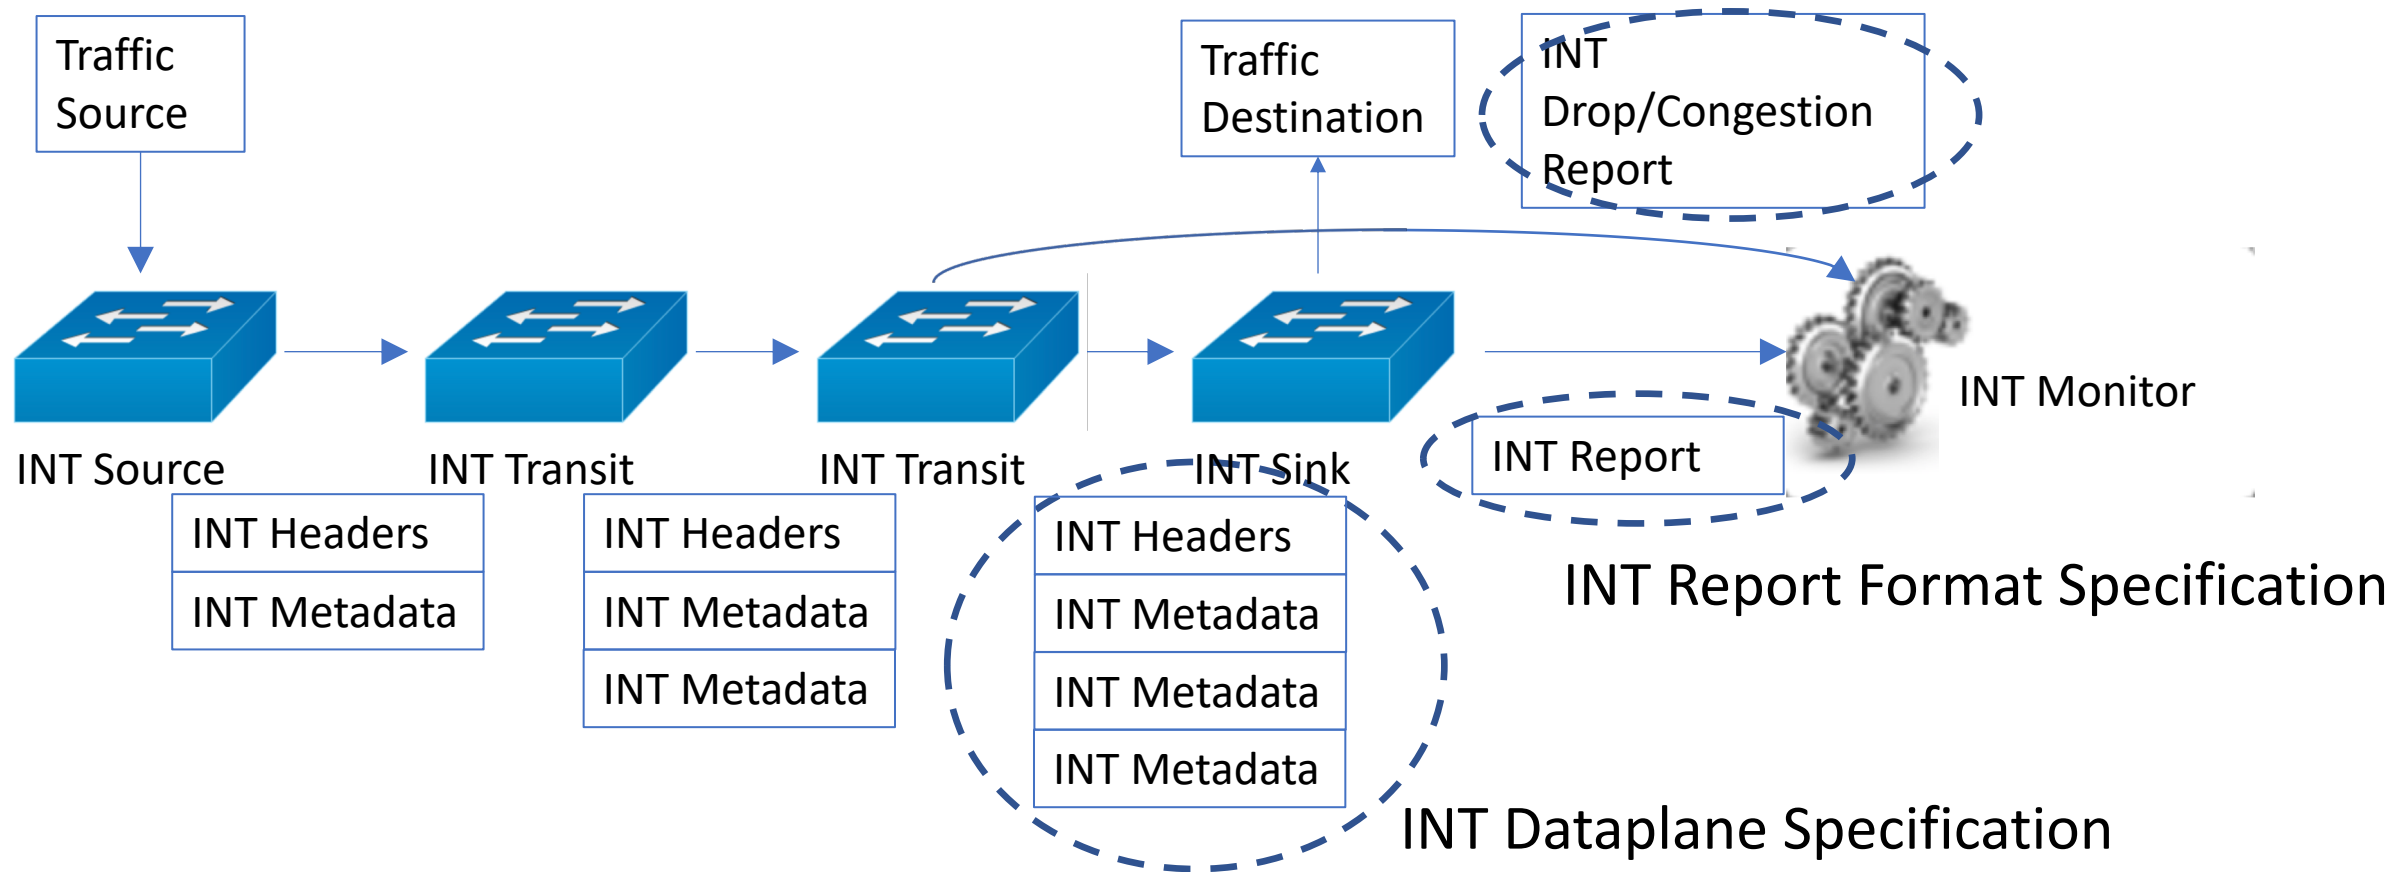 Traffic
Source
Traffic
Destination
INT
Drop/Congestion
Report
INT Monitor
INT Source
INT Transit
INT Transit
INT Sink
INT Report
INT Headers
INT Metadata
INT Headers
INT Metadata
INT Metadata
INT Headers
INT Metadata
INT Metadata
INT Metadata
INT Report Format Specification
INT Dataplane Specification